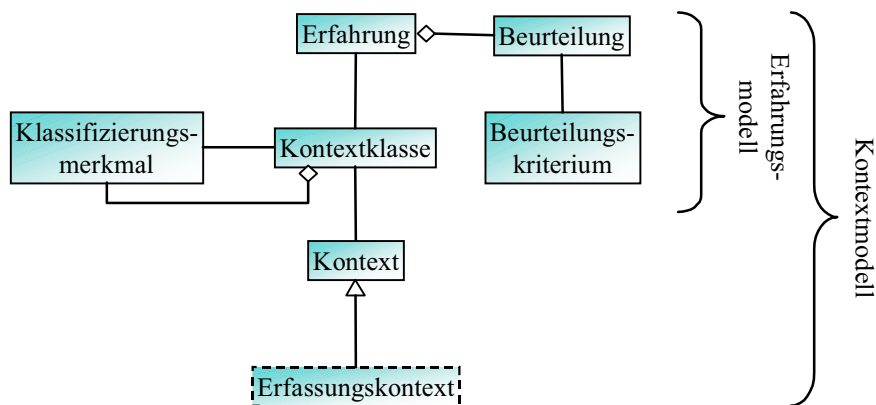 Erfahrung
Beurteilung
Klassifizierungs-
merkmal
Kontextklasse
Beurteilungs-
kriterium
Kontext
Erfassungskontext
Erfahrungs-
modell
Kontextmodell